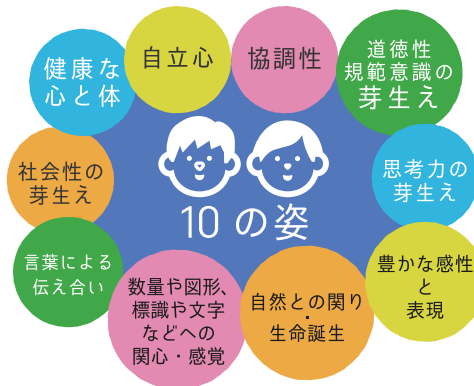 健康な
心と体
自立心
協調性
道徳性
規範意識の
芽生え
社会性の
芽生え
思考力の
芽生え
10の姿
言葉による
伝え合い
数量や図形、
標識や文字
などへの
関心・感覚
自然との関り
・
生命誕生
豊かな感性
と
表現